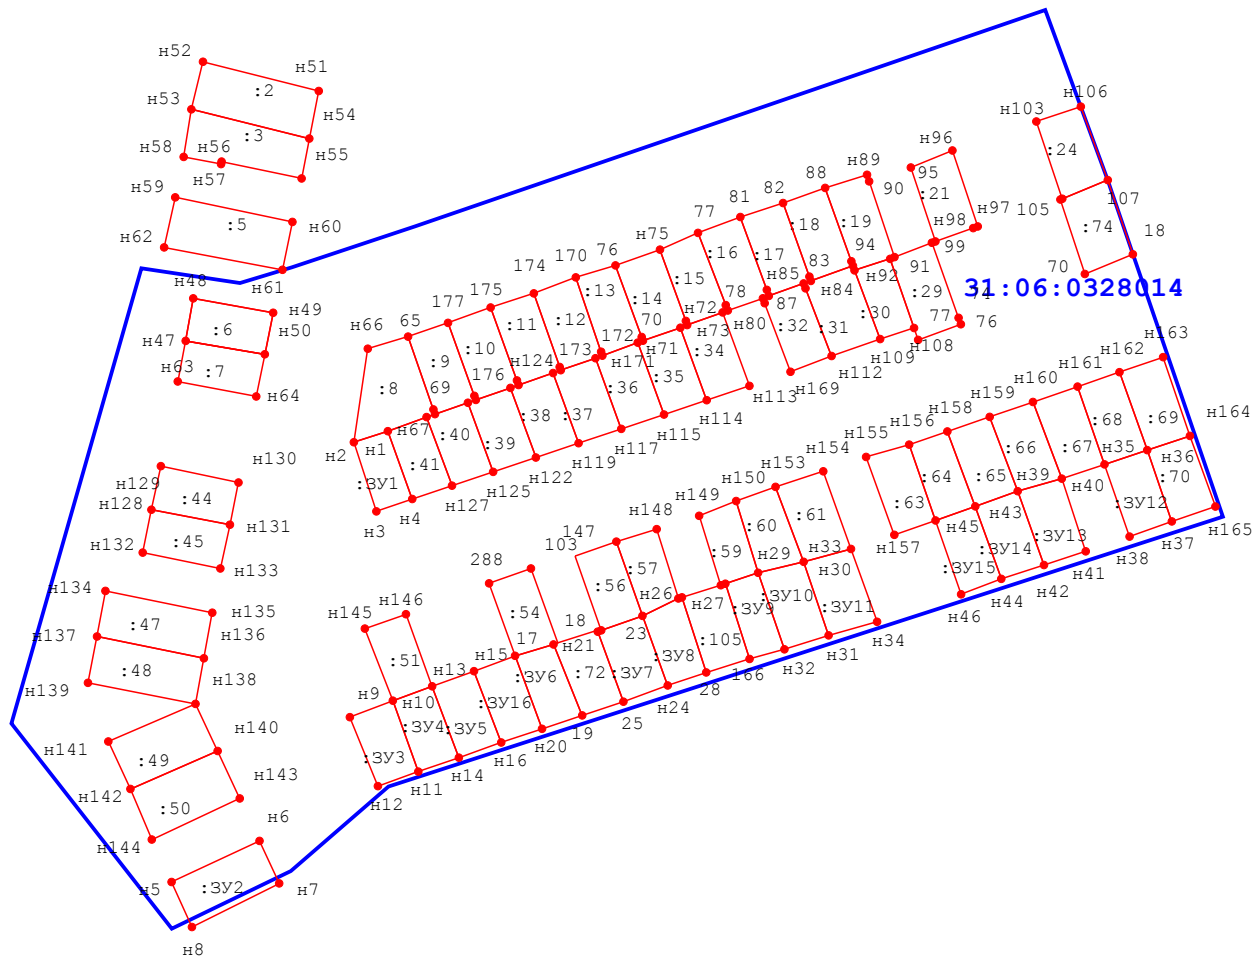 н52
н51
:2
н53
н54
:3
н58
н56
н55
н57
н59
:5
н60
н62
н61
н48
н49
:6
н50
н47
н63
:7
н64
н106
н103
:24
107
105
:74
18
70
31:06:0328014
н96
95
:21
н97
н98
99
74
76
77
н89
90
88
:19
94
82
:18
83
81
:17
н85
87
н84
н92
91
:29
77
:16
78
н80
:32
:31
:30
н108
н109
н112
н169
н75
:15
н72
н73
:34
н113
н114
76
:14
70
н71
:35
н115
170
:13
172
н171
:36
н117
174
:12
173
:37
н119
175
:11
н124
:38
н122
177
:10
176
:39
н125
65
:9
69
:40
н127
н66
:8
н67
:41
н1
н2
:ЗУ1
н3
н4
н130
н129
:44
н128
н131
:45
н132
н133
н134
:47
н135
н136
н137
:48
н138
н139
н140
н141
:49
н142
н143
:50
н144
н6
н5
:ЗУ2
н7
н8
н163
н162
н161
н160
н159
н158
н156
н155
н164
:69
:68
:67
:66
:65
:64
:63
н157
н36
:70
н35
н40
н39
н43
н45
:ЗУ12
:ЗУ13
:ЗУ14
:ЗУ15
н165
н37
н38
н41
н42
н44
н46
н154
н153
н150
н149
:61
:60
:59
н33
н30
н29
н27
:ЗУ11
:ЗУ10
:ЗУ9
н34
н31
н32
166
н148
147
103
:57
:56
н26
23
:105
:ЗУ8
:ЗУ7
28
н24
25
288
:54
18
н21
17
:72
:ЗУ6
19
н20
н15
:ЗУ16
н16
н146
н145
:51
н13
н10
н9
:ЗУ5
:ЗУ4
:ЗУ3
н14
н11
н12